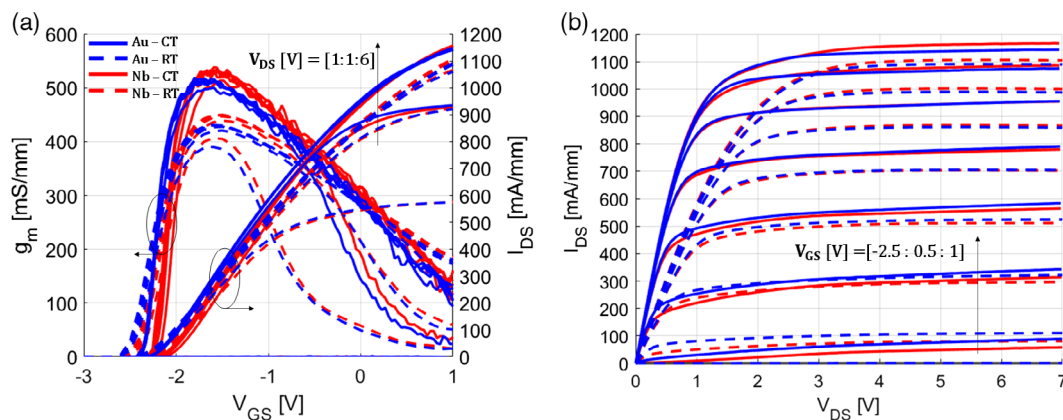 (a)
600
500
400
300
200
100
0
g_m [mS/mm]
Au – CT
Au – RT
Nb – CT
Nb – RT
V_DS [V] = [1:1:6]
1200
1100
1000
900
800
700
600
500
400
300
200
100
0
I_DS [mA/mm]
-3 -2 -1 0 1
V_GS [V]
(b)
1200
1100
1000
900
800
700
600
500
400
300
200
100
0
I_DS [mA/mm]
V_GS [V] =[-2.5 : 0.5 : 1]
0 1 2 3 4 5 6 7
V_DS [V]